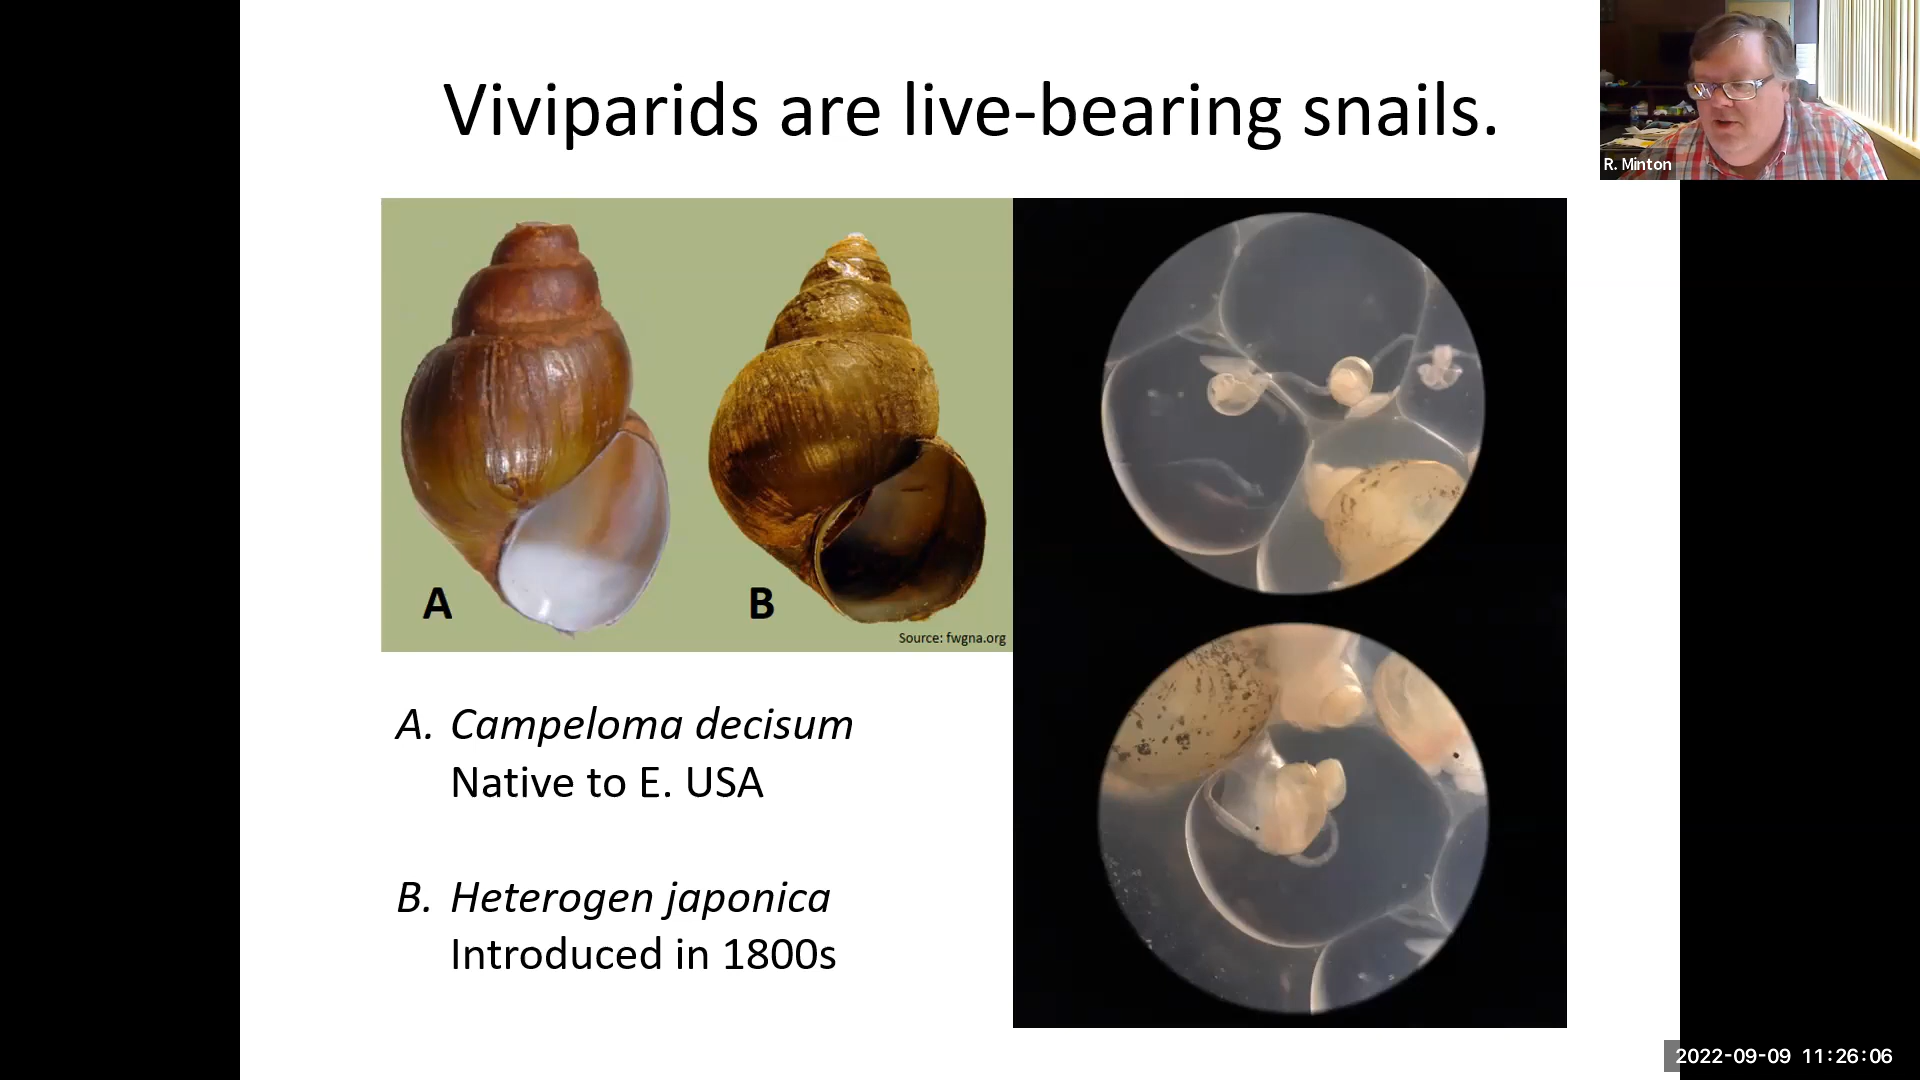 Viviparids are live-bearing snails.
R. Minton
A
B
Source: fwgna.org
A. Campeloma decisum
Native to E. USA
B. Heterogen japonica
Introduced in 1800s
2022-09-09 11:26:06